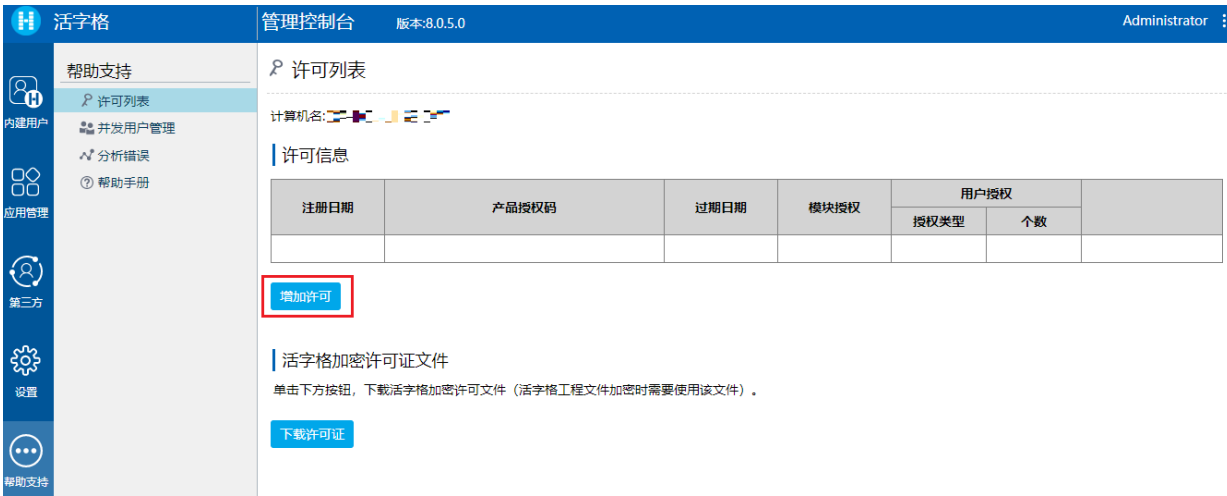 活字格
管理控制台 版本:8.0.5.0
Administrator
内建用户
应用管理
第三方
设置
帮助支持
帮助支持
许可列表
并发用户管理
分析错误
帮助手册
许可列表
计算机名:
许可信息
注册日期 产品授权码 过期日期 模块授权 用户授权
授权类型 个数
增加许可
活字格加密许可证文件
单击下方按钮，下载活字格加密许可文件（活字格工程文件加密时需要使用该文件）。
下载许可证